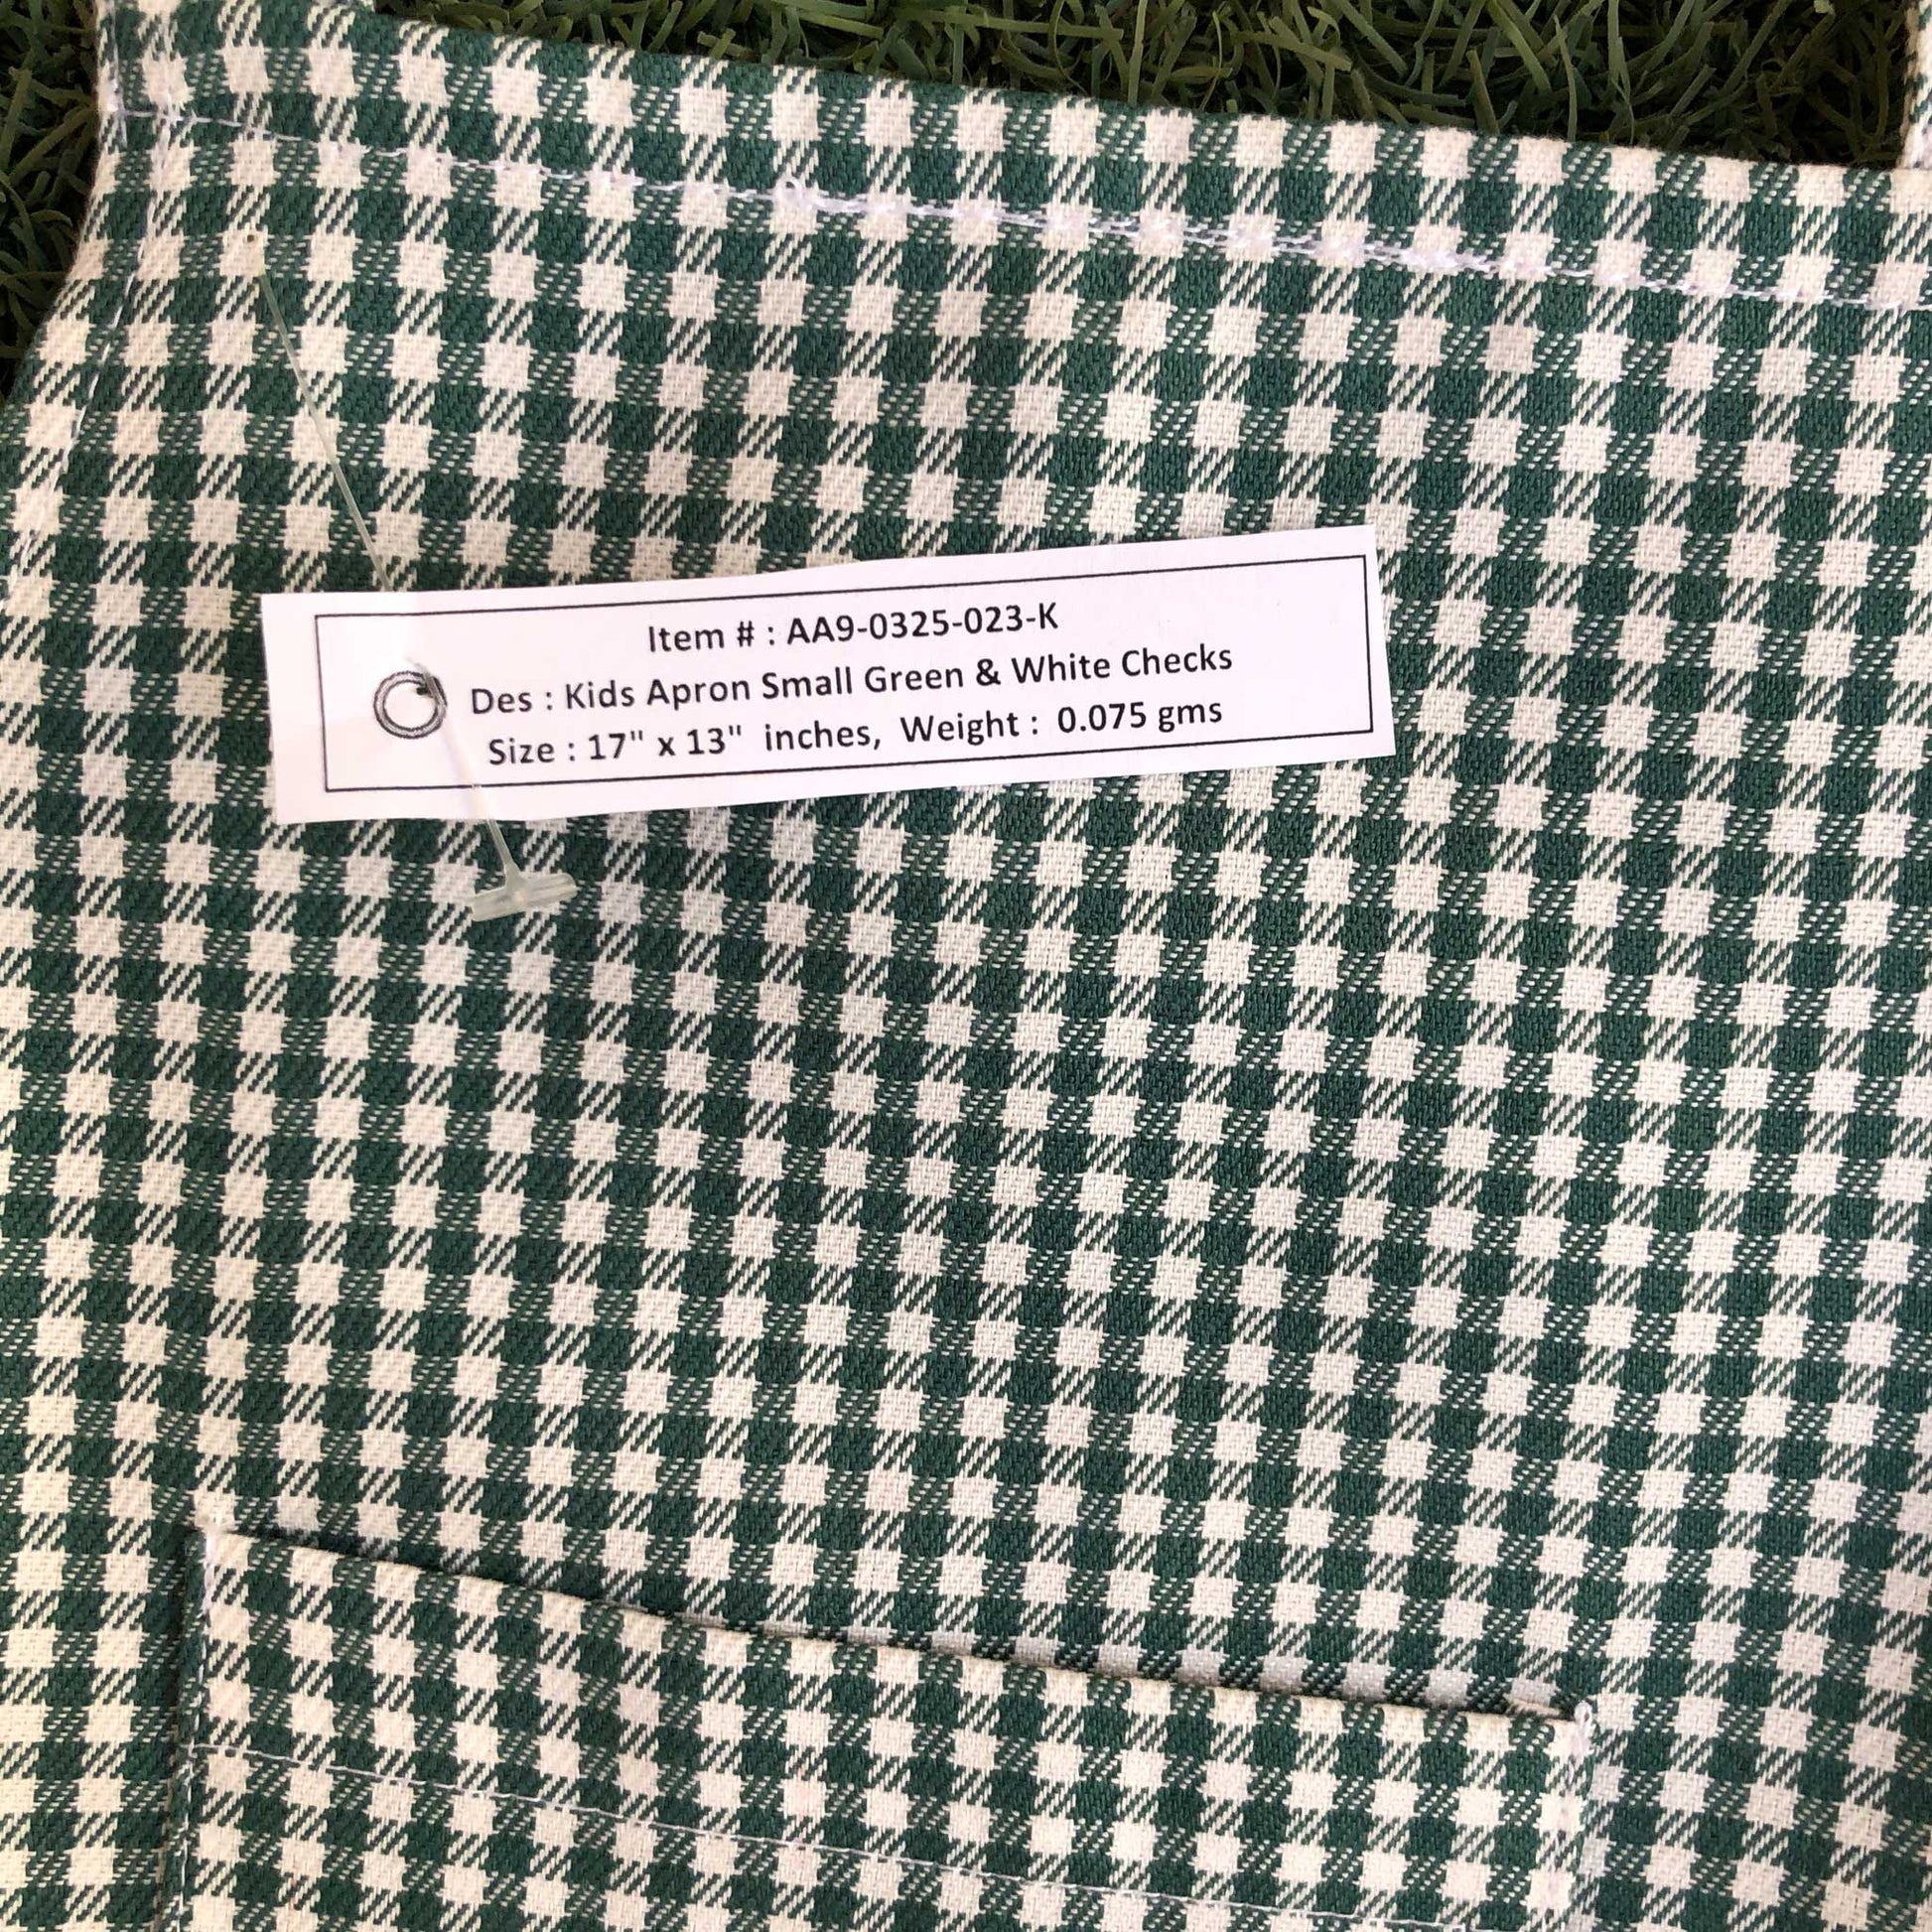 Item # : AA9-0325-023-K
Des : Kids Apron Small Green & White Checks
Size : 17" x 13" inches, Weight : 0.075 gms